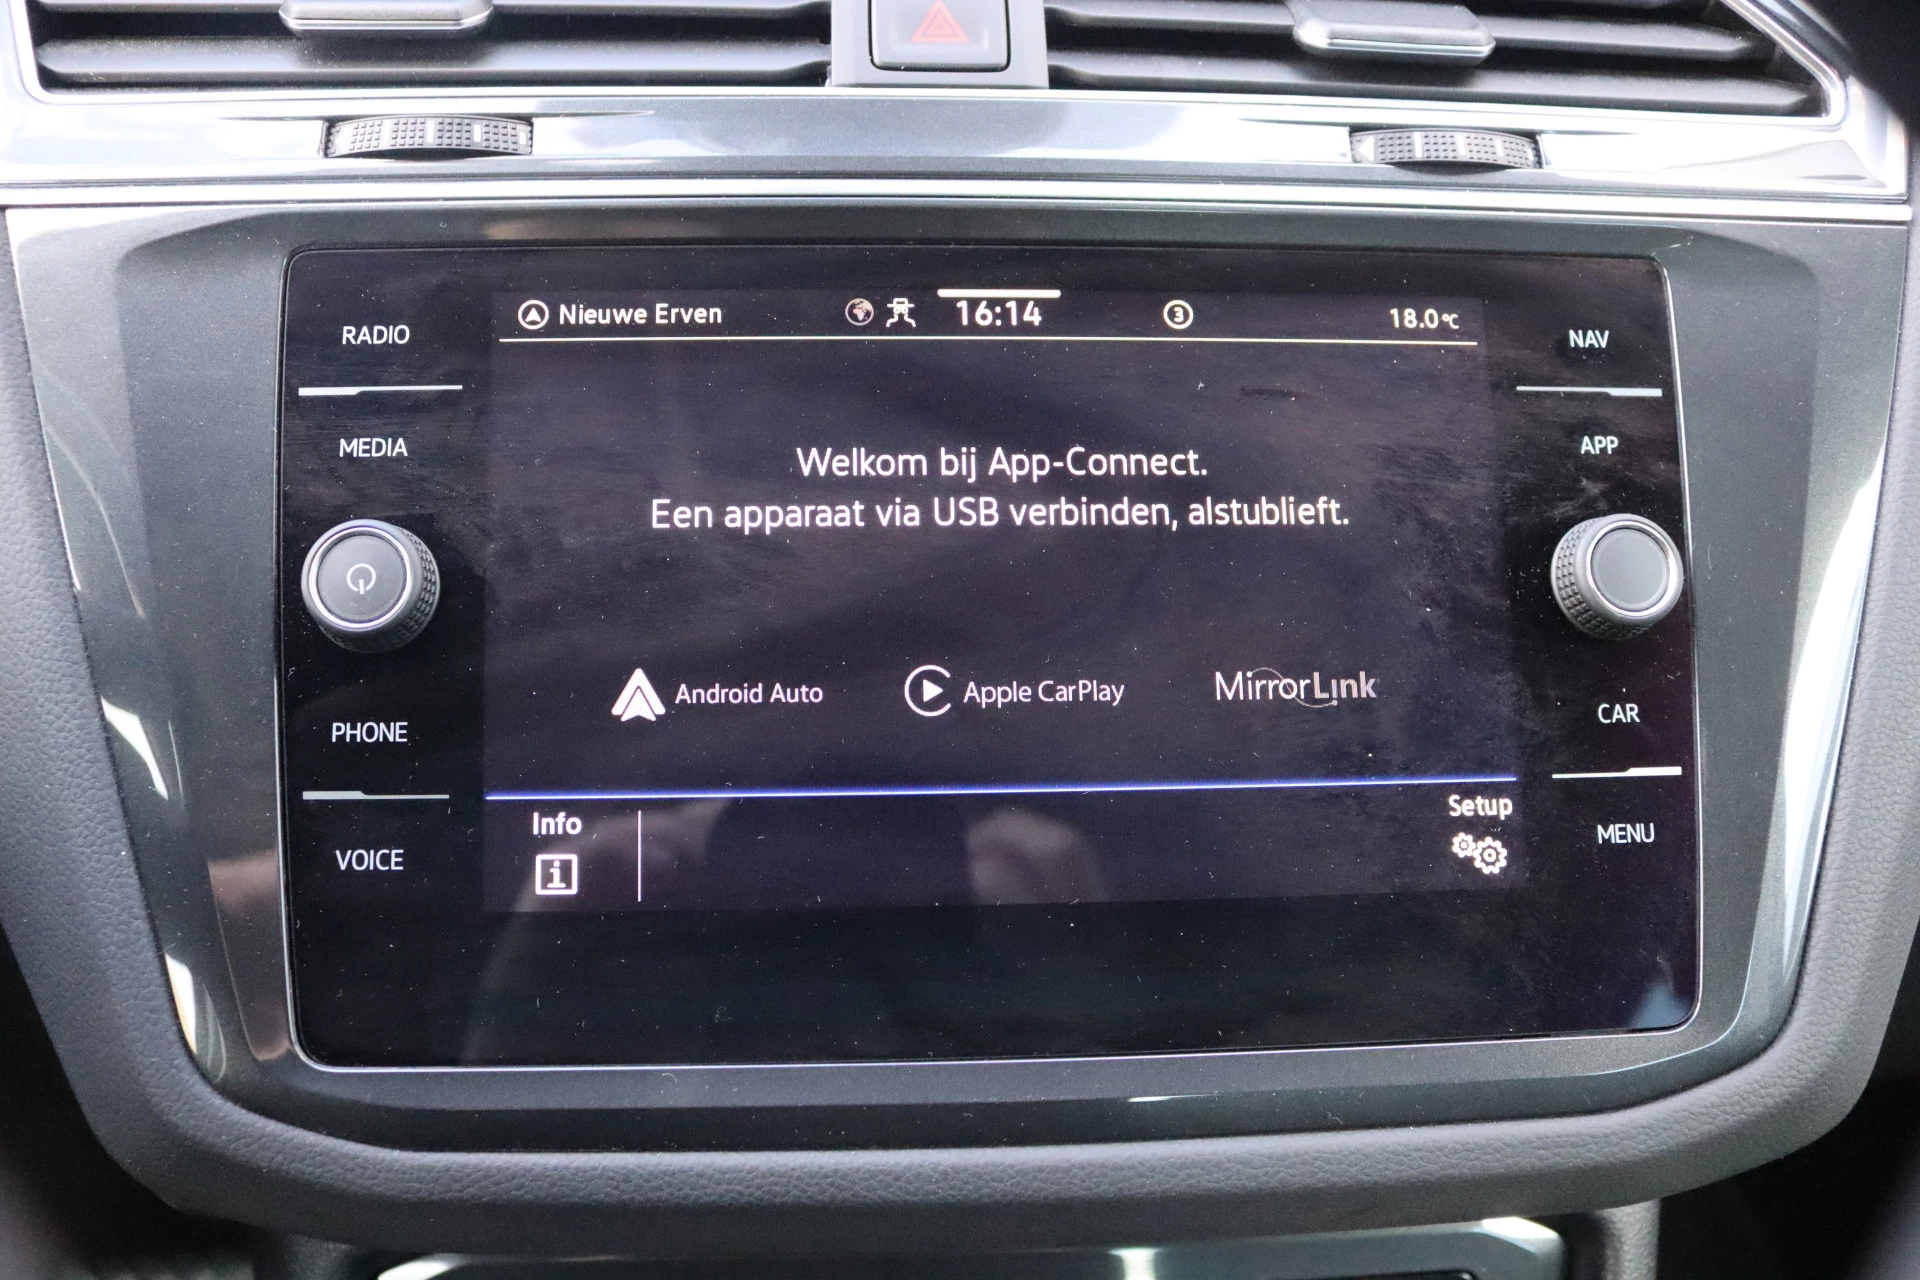 RADIO
MEDIA
PHONE
VOICE
Nieuwe Erven
16:14
3
18.0°C
Welkom bij App-Connect.
Een apparaat via USB verbinden, alstublieft.
Android Auto
Apple CarPlay
MirrorLink
Info
i
Setup
NAV
APP
CAR
MENU